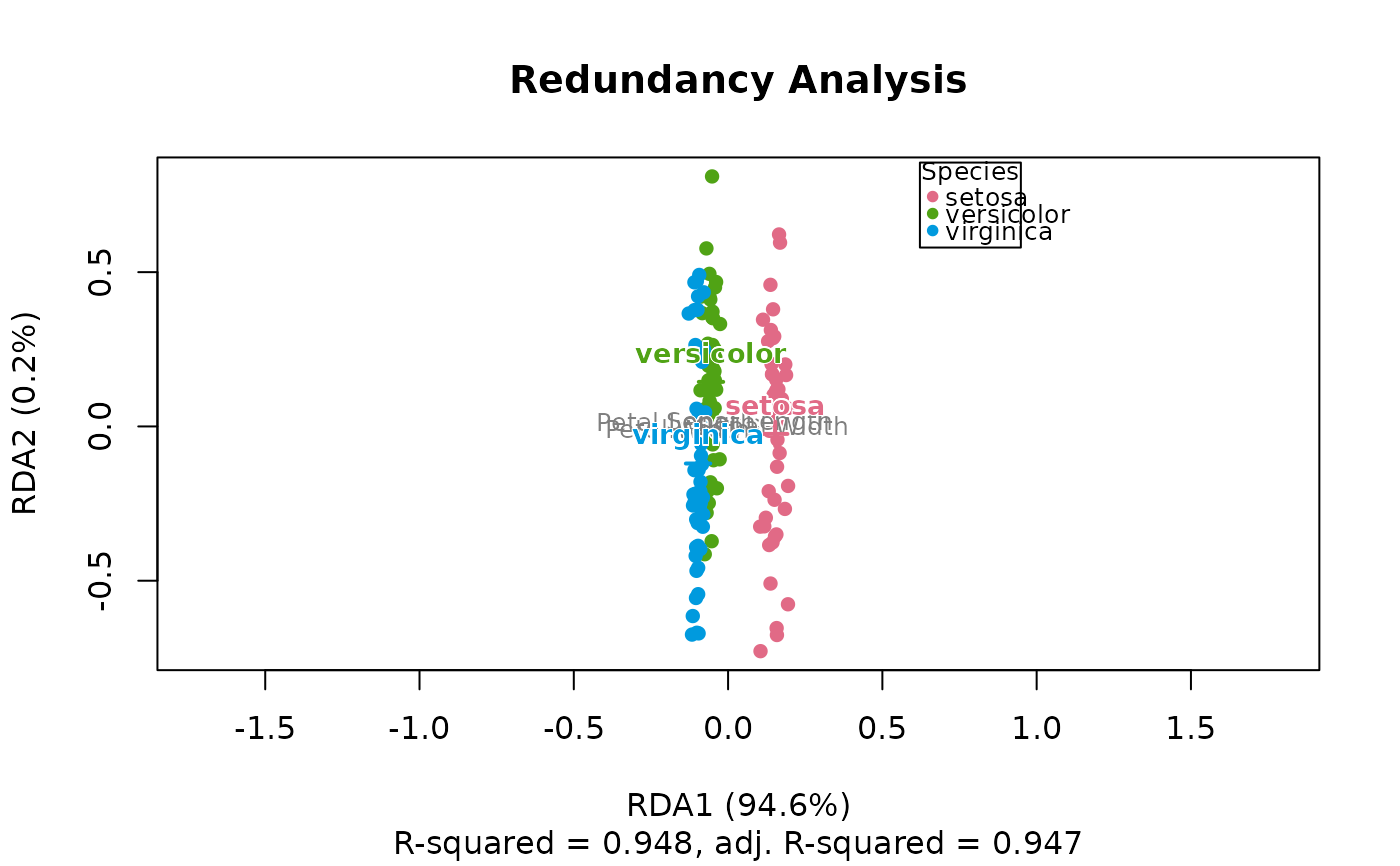 Redundancy Analysis
Species
setosa
versicolor
virginica
versicolor
setosa
virginica
RDA2 (0.2%)
0.5
0.0
-0.5
-1.5 -1.0 -0.5 0.0 0.5 1.0 1.5
RDA1 (94.6%)
R-squared = 0.948, adj. R-squared = 0.947